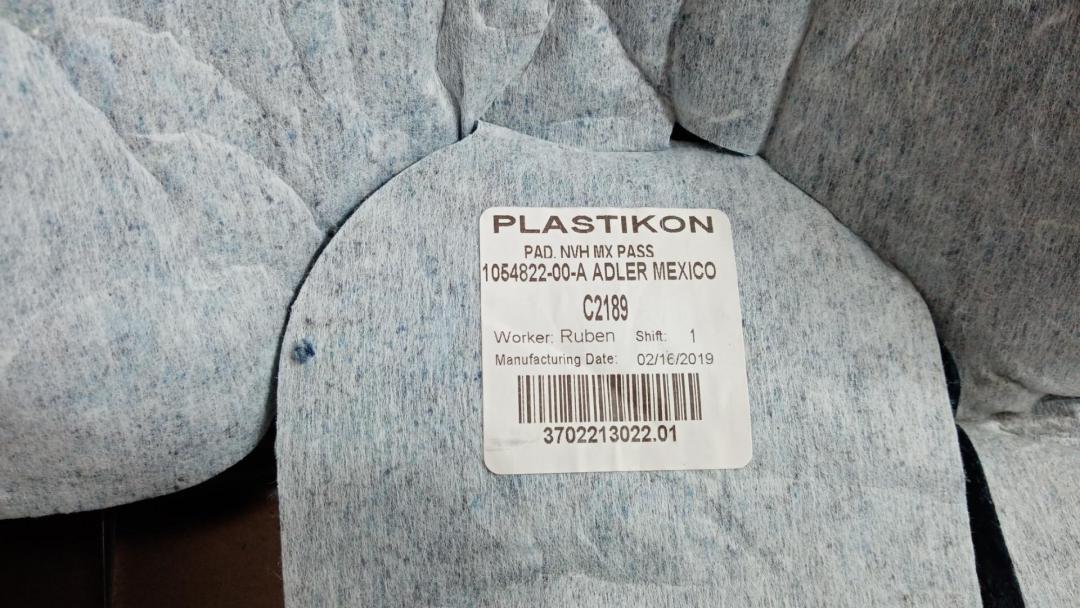 PLASTIKON
PAD. NVH MX PASS
1054822-00-A ADLER MEXICO
C2189
Worker: Ruben Shift: 1
Manufacturing Date: 02/16/2019
3702213022.01